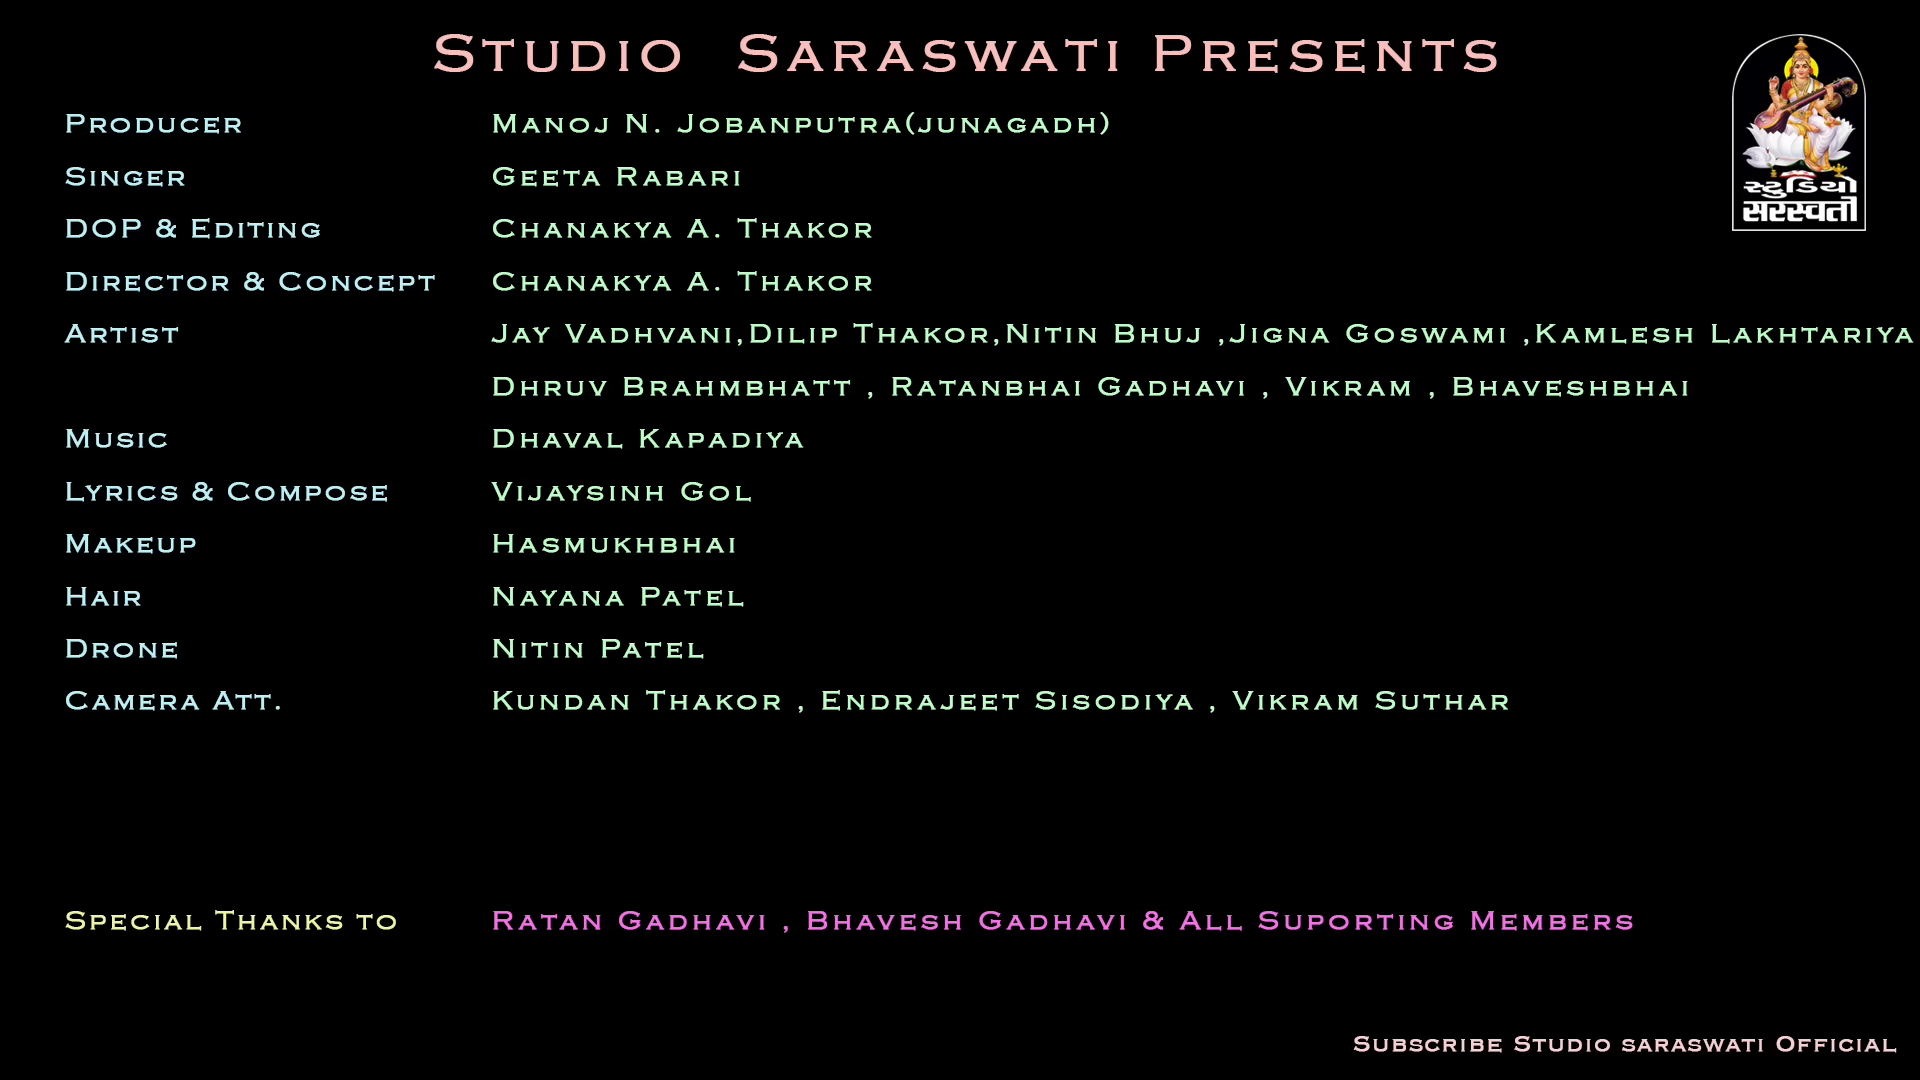 Studio Saraswati Presents
Producer Manoj N. Jobanputra(junagadh)
Singer Geeta Rabari
DOP & Editing Chanakya A. Thakor
Director & Concept Chanakya A. Thakor
Artist Jay Vadhvani,Dilip Thakor,Nitin Bhuj ,Jigna Goswami ,Kamlesh Lakhtariya
Dhruv Brahmbhatt , Ratanbhai Gadhavi , Vikram , Bhaveshbhai
Music Dhaval Kapadiya
Lyrics & Compose Vijaysinh Gol
Makeup Hasmukhbhai
Hair Nayana Patel
Drone Nitin Patel
Camera Att. Kundan Thakor , Endrajeet Sisodiya , Vikram Suthar
Special Thanks to Ratan Gadhavi , Bhavesh Gadhavi & All Suporting Members
Subscribe Studio saraswati Official
સ્ટુડિયો
સરસ્વતી